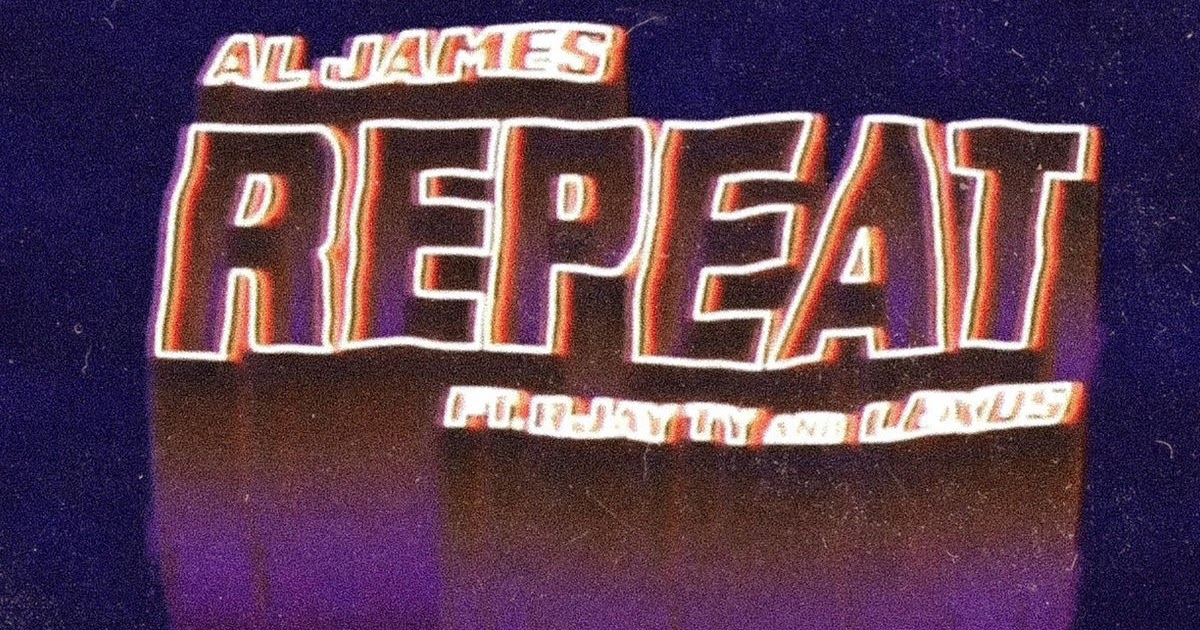 AL JAMES
REPEAT
FT. RJAY TY AND LEXUS